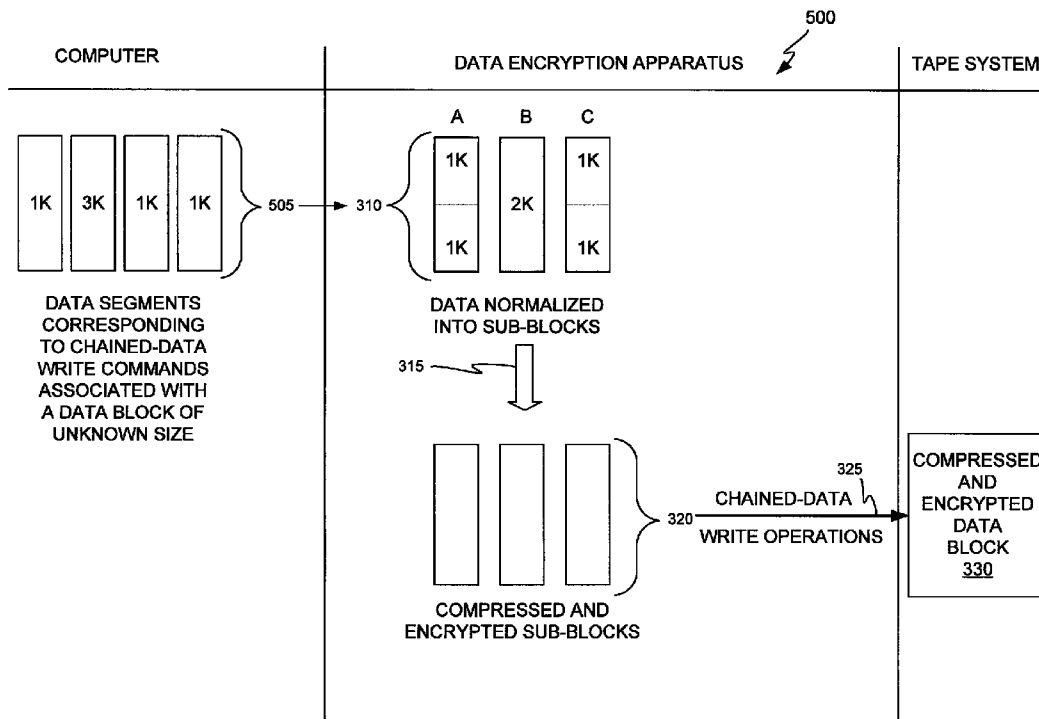 500
COMPUTER
DATA ENCRYPTION APPARATUS
TAPE SYSTEM
A B C
1K 3K 1K 1K
505
310
1K 1K
2K
1K 1K
DATA SEGMENTS
CORRESPONDING
TO CHAINED-DATA
WRITE COMMANDS
ASSOCIATED WITH
A DATA BLOCK OF
UNKNOWN SIZE
DATA NORMALIZED
INTO SUB-BLOCKS
315
320
CHAINED-DATA
WRITE OPERATIONS
325
COMPRESSED
AND
ENCRYPTED
DATA
BLOCK
330
COMPRESSED AND
ENCRYPTED SUB-BLOCKS